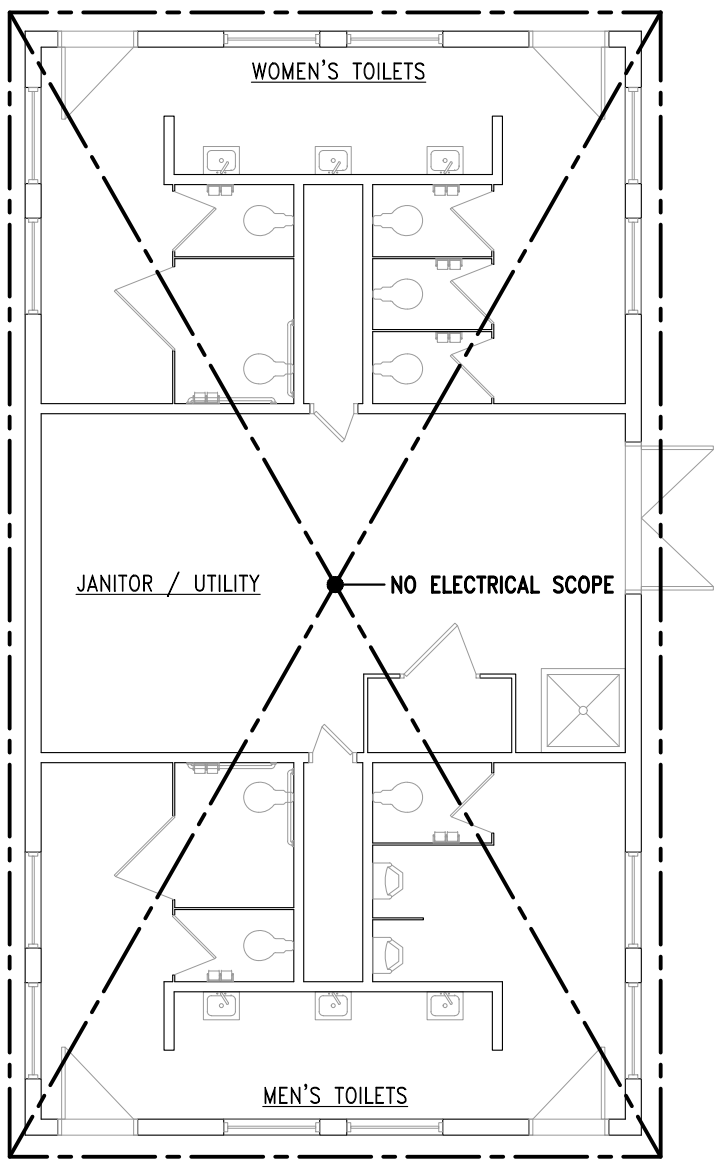 WOMEN'S TOILETS
JANITOR / UTILITY
NO ELECTRICAL SCOPE
MEN'S TOILETS